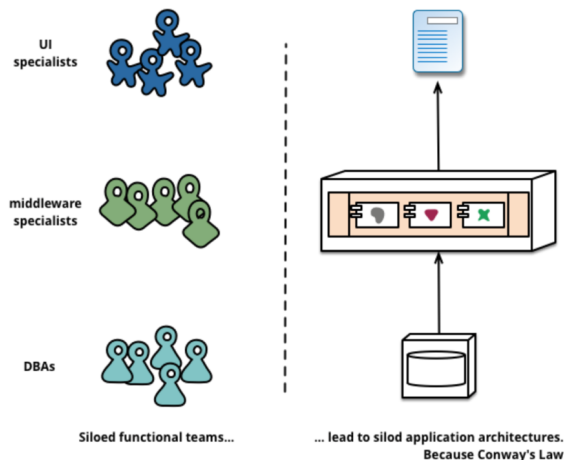 UI
specialists
middleware
specialists
DBAs
Siloed functional teams...
... lead to silod application architectures.
Because Conway's Law